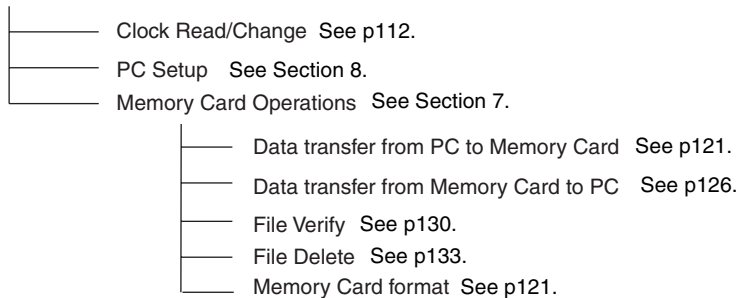 Clock Read/Change See p112.
PC Setup See Section 8.
Memory Card Operations See Section 7.
Data transfer from PC to Memory Card See p121.
Data transfer from Memory Card to PC See p126.
File Verify See p130.
File Delete See p133.
Memory Card format See p121.